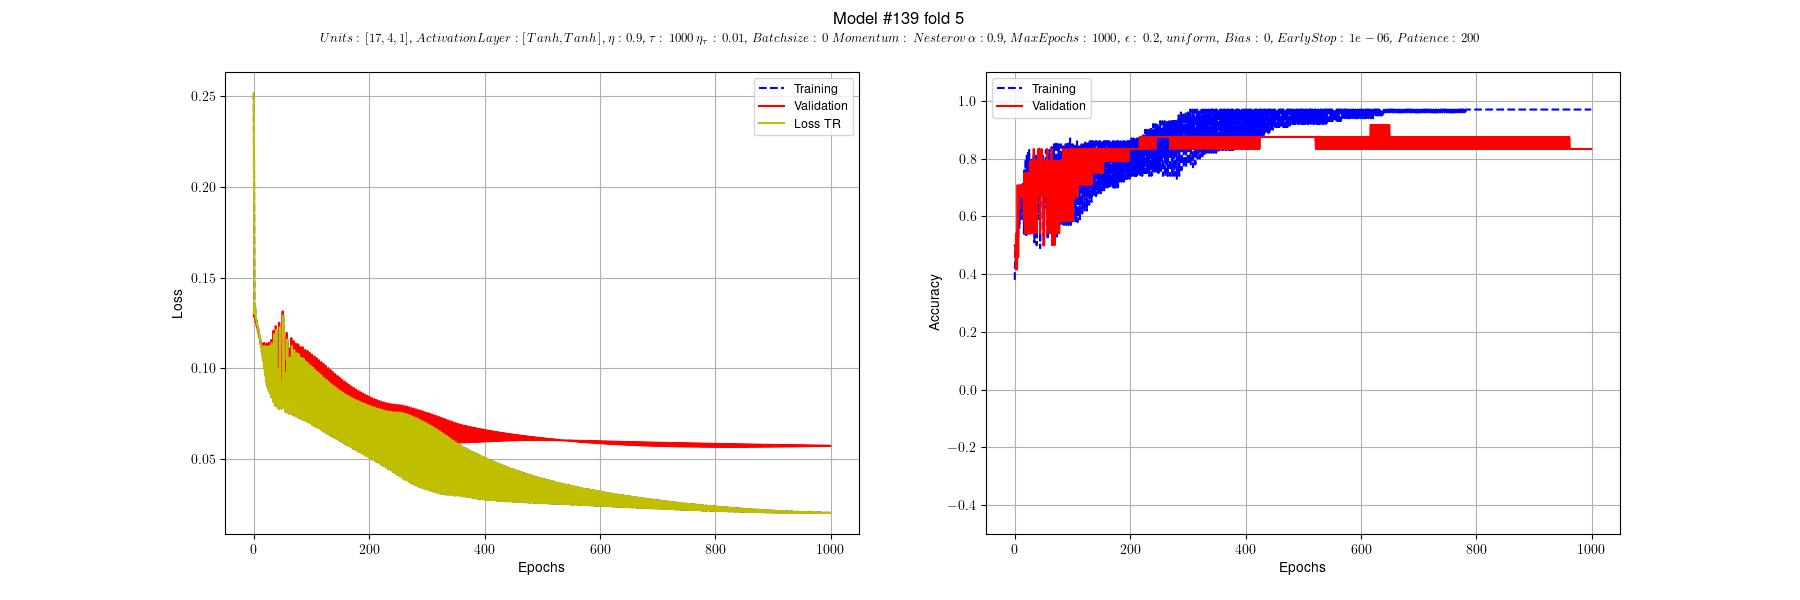 Model #139 fold 5
Units : [17, 4, 1], ActivationLayer : [Tanh, Tanh], η : 0.9, τ : 1000 η_τ : 0.01, Batchsize : 0 Momentum : Nesterov α : 0.9, MaxEpochs : 1000, ϵ : 0.2, uniform, Bias : 0, EarlyStop : 1e − 06, Patience : 200
Loss
0.25
0.20
0.15
0.10
0.05
Training
Validation
Loss TR
0 200 400 600 800 1000
Epochs
Accuracy
1.0
0.8
0.6
0.4
0.2
0.0
−0.2
−0.4
Training
Validation
0 200 400 600 800 1000
Epochs